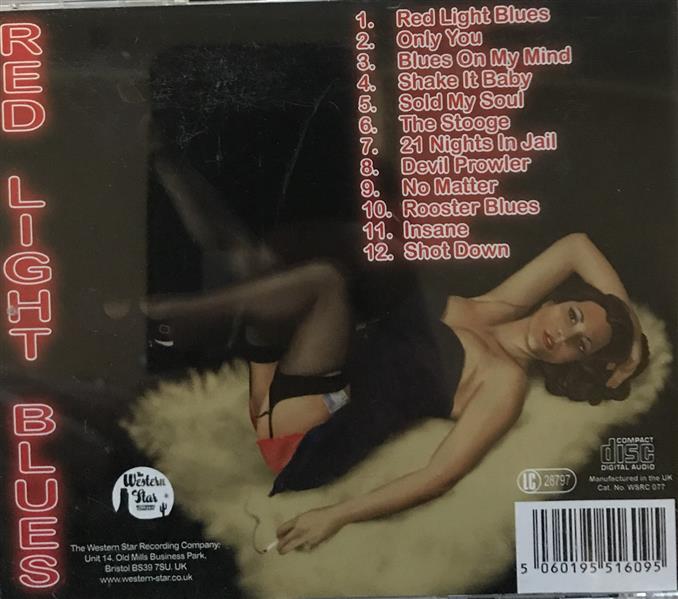 RED LIGHT BLUES
1. Red Light Blues
2. Only You
3. Blues On My Mind
4. Shake It Baby
5. Sold My Soul
6. The Stooge
7. 21 Nights In Jail
8. Devil Prowler
9. No Matter
10. Rooster Blues
11. Insane
12. Shot Down
The
Western
Star
The Western Star Recording Company:
Unit 14. Old Mills Business Park,
Bristol BS39 7SU. UK
www.western-star.co.uk
COMPACT
disc
DIGITAL AUDIO
LC 28797
Manufactured in the UK
Cat. No. WSRC 077
5 060195 516095